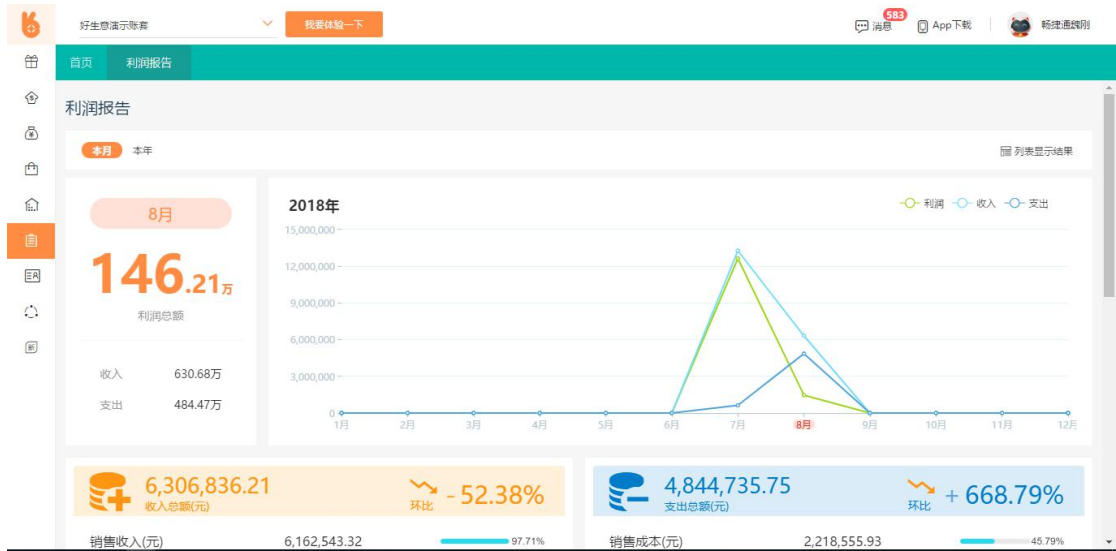 好生意演示账套 我要体验一下 消息 583 App下载 畅捷通魏刚
首页 利润报告
利润报告
本月 本年 列表显示结果
8月
146.21万
利润总额
收入 630.68万
支出 484.47万
2018年 利润 收入 支出
15,000,000
12,000,000
9,000,000
6,000,000
3,000,000
0
1月 2月 3月 4月 5月 6月 7月 8月 9月 10月 11月 12月
6,306,836.21
收入总额(元)
环比 - 52.38%
销售收入(元) 6,162,543.32 97.71%
4,844,735.75
支出总额(元)
环比 + 668.79%
销售成本(元) 2,218,555.93 45.79%